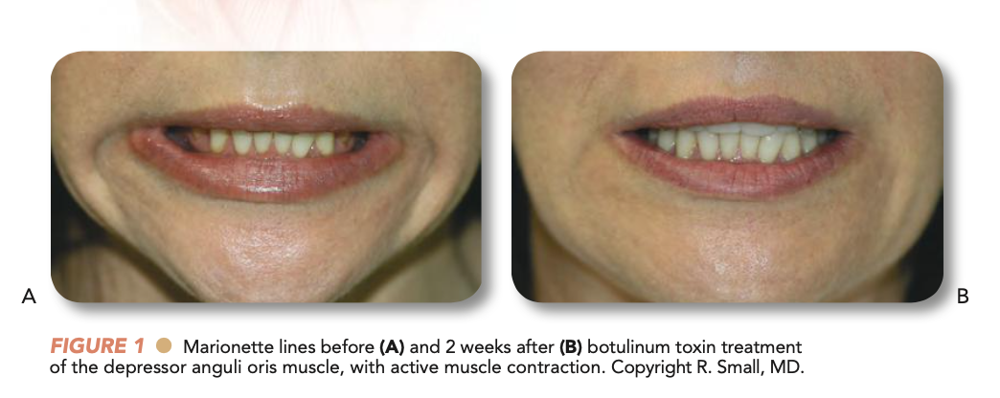 A
B
FIGURE 1 ● Marionette lines before (A) and 2 weeks after (B) botulinum toxin treatment
of the depressor anguli oris muscle, with active muscle contraction. Copyright R. Small, MD.